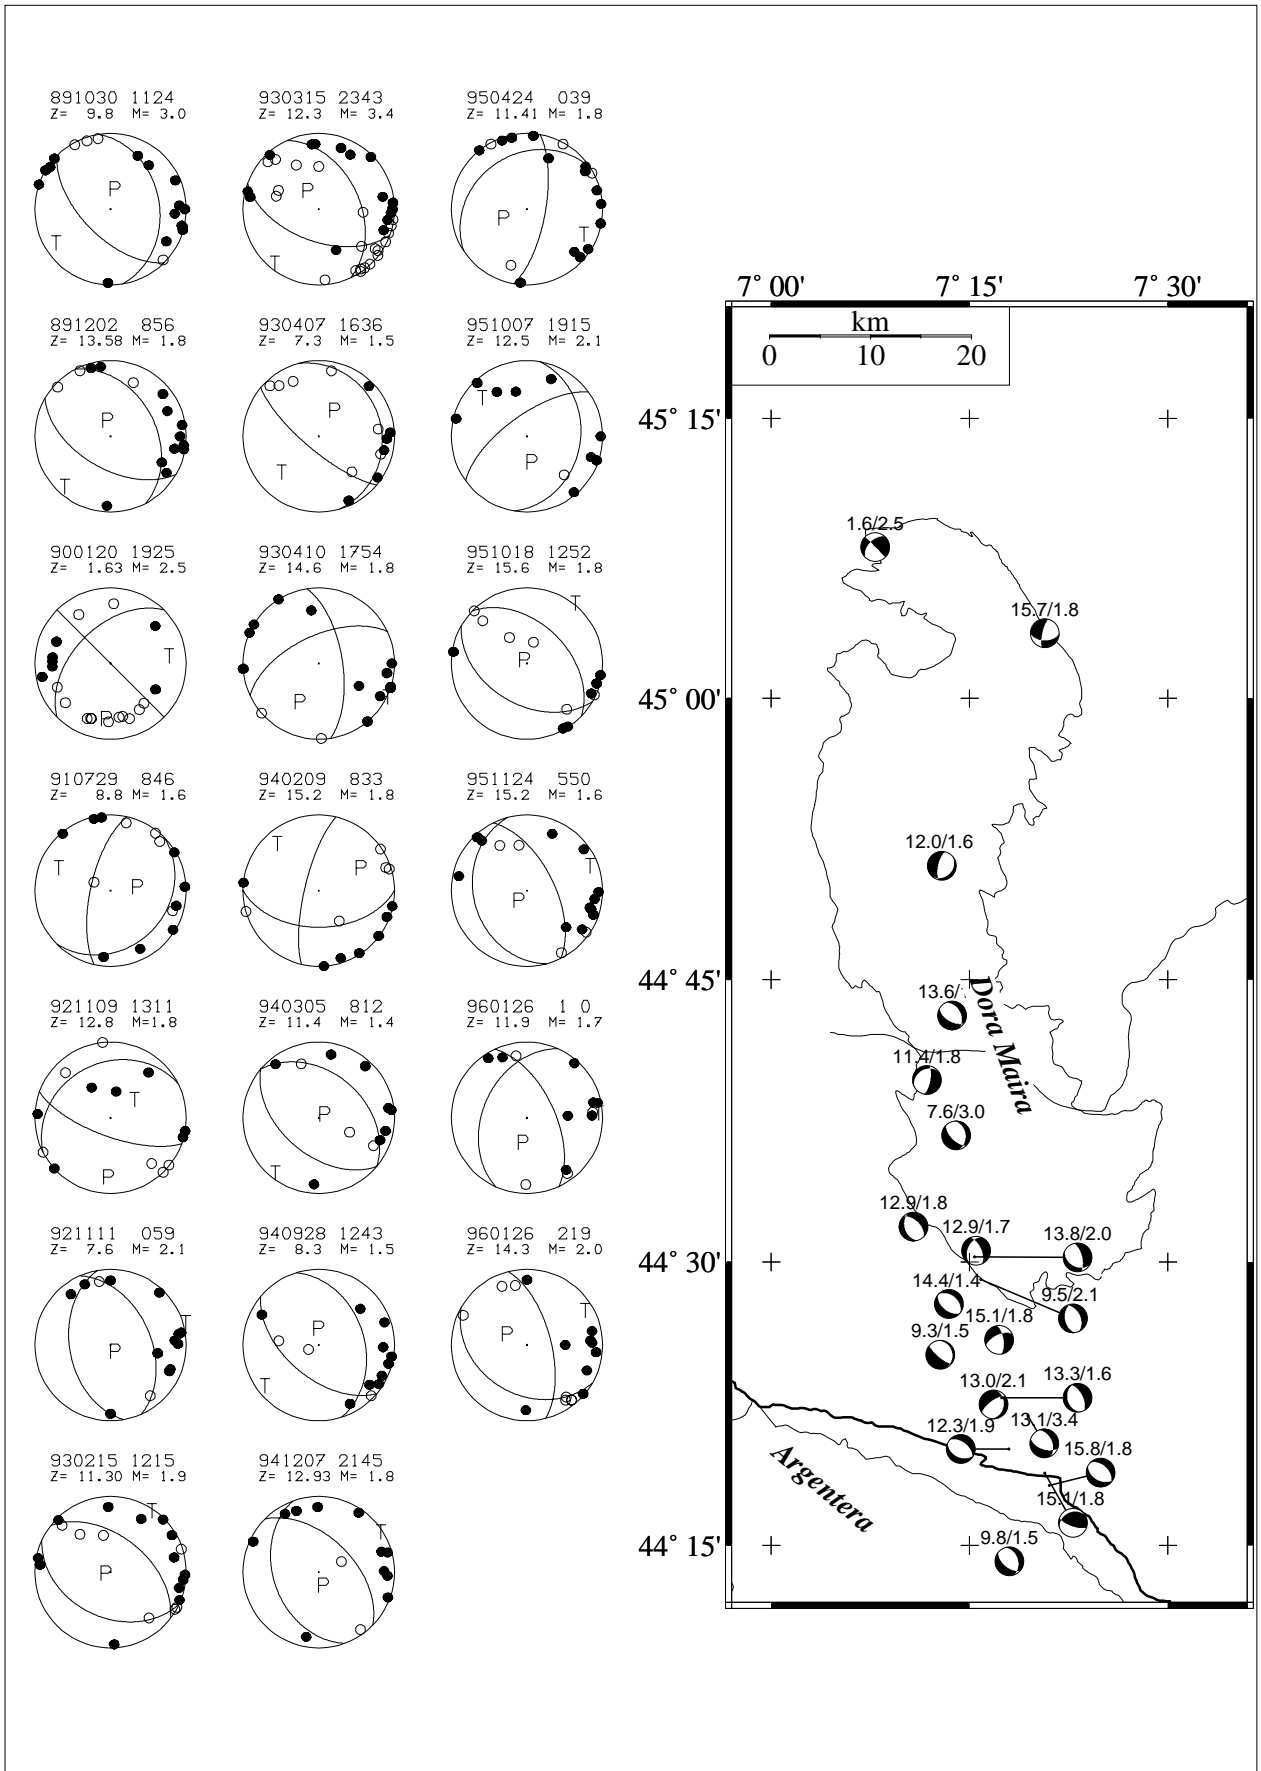 891030 1124
Z= 9.8 M= 3.0
P
T
930315 2343
Z= 12.3 M= 3.4
P
T
950424 039
Z= 11.41 M= 1.8
P
T
891202 856
Z= 13.58 M= 1.8
P
T
930407 1636
Z= 7.3 M= 1.5
P
T
951007 1915
Z= 12.5 M= 2.1
T
P
900120 1925
Z= 1.63 M= 2.5
T
P
930410 1754
Z= 14.6 M= 1.8
P
T
951018 1252
Z= 15.6 M= 1.8
T
P
910729 846
Z= 8.8 M= 1.6
T
P
940209 833
Z= 15.2 M= 1.8
T
P
951124 550
Z= 15.2 M= 1.6
T
P
921109 1311
Z= 12.8 M=1.8
T
P
940305 812
Z= 11.4 M= 1.4
P
T
960126 1 0
Z= 11.9 M= 1.7
P
921111 059
Z= 7.6 M= 2.1
T
P
940928 1243
Z= 8.3 M= 1.5
P
T
960126 219
Z= 14.3 M= 2.0
T
P
930215 1215
Z= 11.30 M= 1.9
T
P
941207 2145
Z= 12.93 M= 1.8
T
P
7° 00' 7° 15' 7° 30'
km
0 10 20
45° 15'
1.6/2.5
15.7/1.8
45° 00'
12.0/1.6
44° 45'
13.6/
Dora Maira
11.4/1.8
7.6/3.0
12.9/1.8
12.9/1.7
13.8/2.0
44° 30'
14.4/1.4
9.5/2.1
15.1/1.8
9.3/1.5
13.0/2.1
13.3/1.6
12.3/1.9
13.1/3.4
15.8/1.8
Argentera
15.1/1.8
44° 15'
9.8/1.5